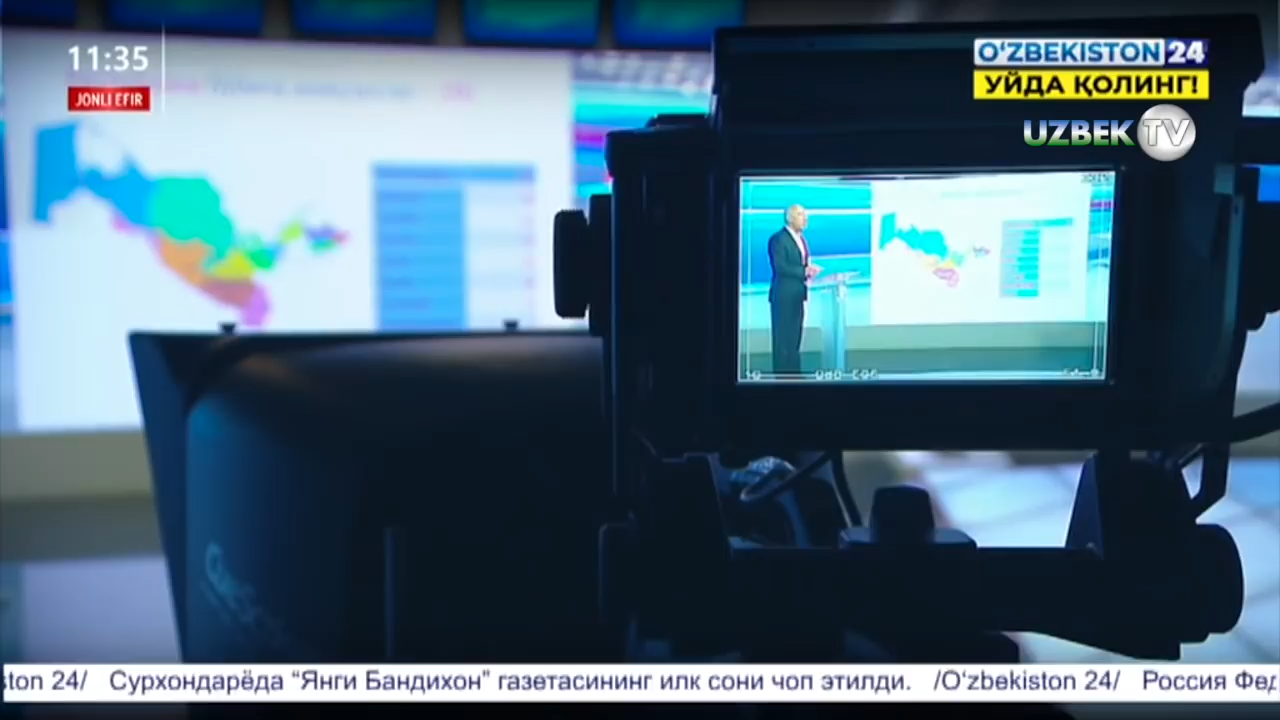 11:35
JONLI EFIR
O‘ZBEKISTON 24
УЙДА ҚОЛИНГ!
UZBEK TV
ston 24/ Сурхондарёда “Янги Бандихон” газетасининг илк сони чоп этилди. /O‘zbekiston 24/ Россия Фед